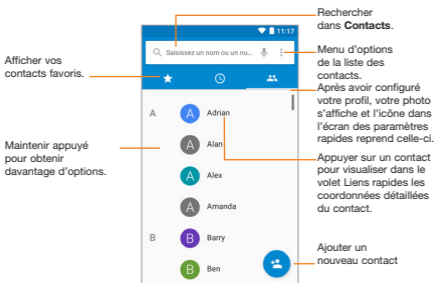 Rechercher
dans Contacts.
11:17
Saisissez un nom ou un nu...
Menu d'options
de la liste des
contacts.
Afficher vos
contacts favoris.
Après avoir configuré
votre profil, votre photo
s'affiche et l'icône dans
l'écran des paramètres
rapides reprend celle-ci.
A
A
Adrian
Maintenir appuyé
pour obtenir
davantage d'options.
A
Alan
Appuyer sur un contact
pour visualiser dans le
volet Liens rapides les
coordonnées détaillées
du contact.
A
Alex
A
Amanda
B
B
Barry
B
Ben
Ajouter un
nouveau contact